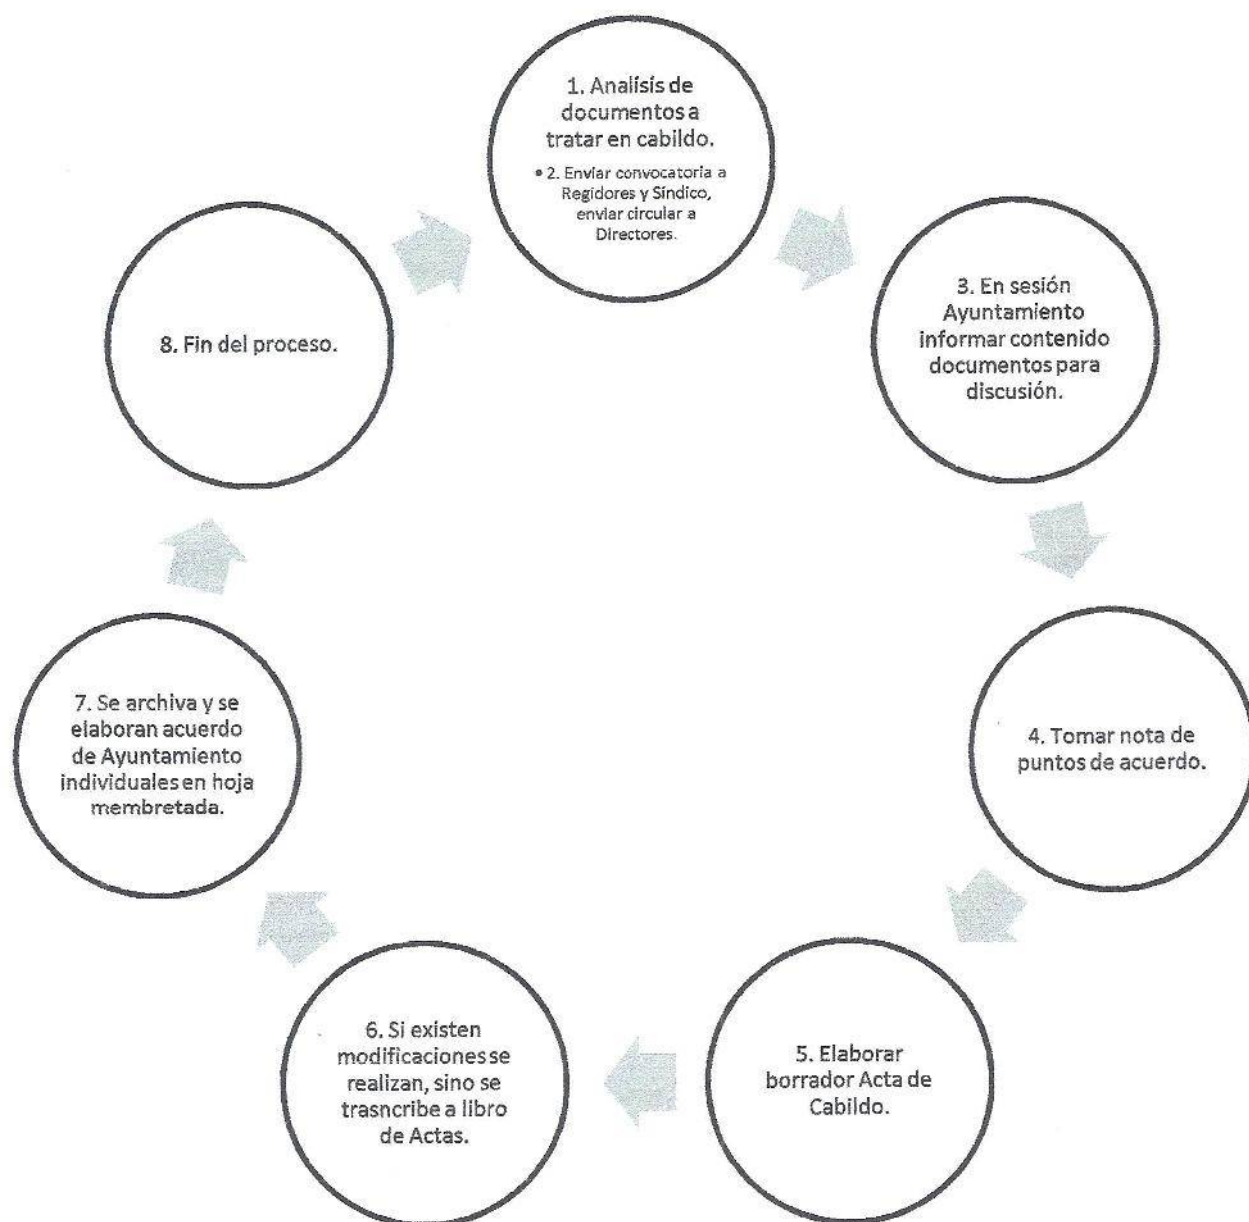 1. Analísis de
documentos a
tratar en cabildo.
• 2. Enviar convocatoria a
Regidores y Síndico,
enviar circular a
Directores.
3. En sesión
Ayuntamiento
informar contenido
documentos para
discusión.
4. Tomar nota de
puntos de acuerdo.
5. Elaborar
borrador Acta de
Cabildo.
6. Si existen
modificaciones se
realizan, sino se
trasncribe a libro
de Actas.
7. Se archiva y se
elaboran acuerdo
de Ayuntamiento
individuales en hoja
membretada.
8. Fin del proceso.